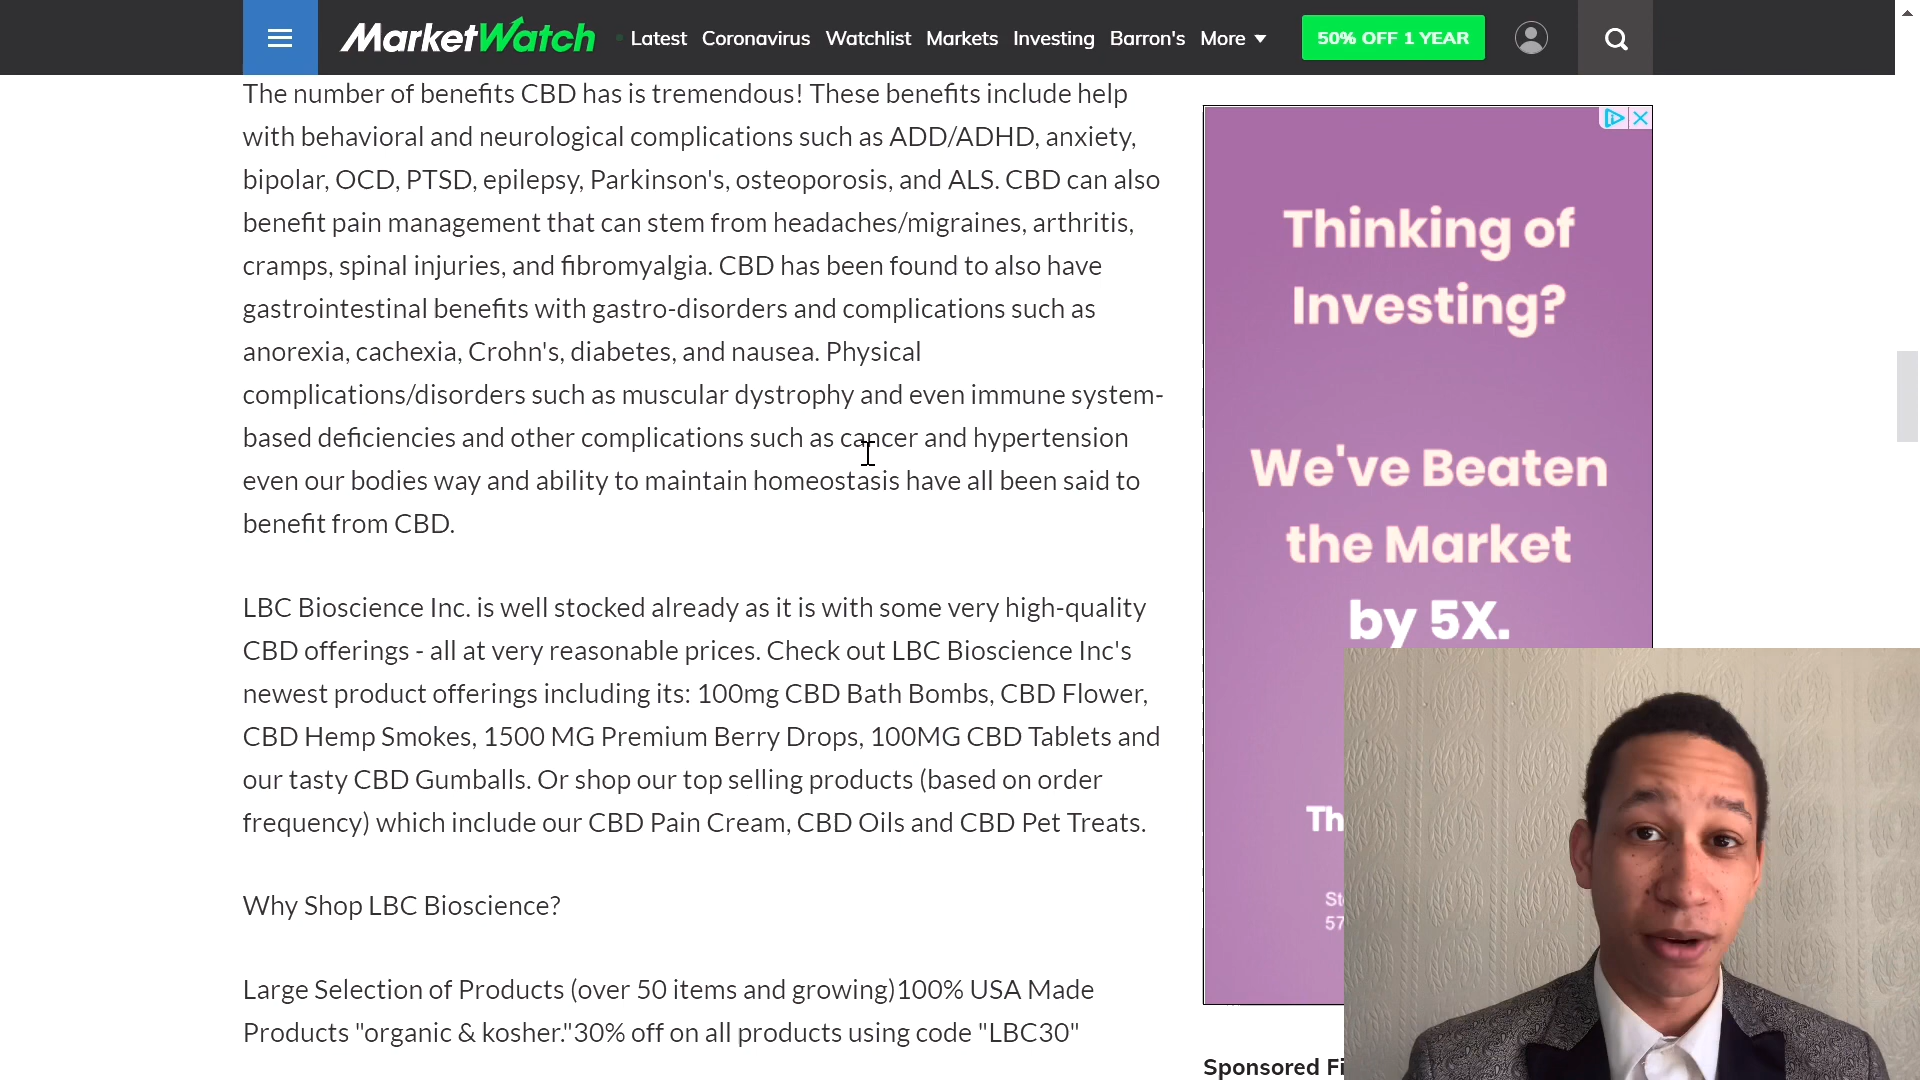 MarketWatch
Latest Coronavirus Watchlist Markets Investing Barron's More
50% OFF 1 YEAR
The number of benefits CBD has is tremendous! These benefits include help
with behavioral and neurological complications such as ADD/ADHD, anxiety,
bipolar, OCD, PTSD, epilepsy, Parkinson's, osteoporosis, and ALS. CBD can also
benefit pain management that can stem from headaches/migraines, arthritis,
cramps, spinal injuries, and fibromyalgia. CBD has been found to also have
gastrointestinal benefits with gastro-disorders and complications such as
anorexia, cachexia, Crohn's, diabetes, and nausea. Physical
complications/disorders such as muscular dystrophy and even immune system-
based deficiencies and other complications such as cancer and hypertension
even our bodies way and ability to maintain homeostasis have all been said to
benefit from CBD.
LBC Bioscience Inc. is well stocked already as it is with some very high-quality
CBD offerings - all at very reasonable prices. Check out LBC Bioscience Inc's
newest product offerings including its: 100mg CBD Bath Bombs, CBD Flower,
CBD Hemp Smokes, 1500 MG Premium Berry Drops, 100MG CBD Tablets and
our tasty CBD Gumballs. Or shop our top selling products (based on order
frequency) which include our CBD Pain Cream, CBD Oils and CBD Pet Treats.
Why Shop LBC Bioscience?
Large Selection of Products (over 50 items and growing)100% USA Made
Products "organic & kosher."30% off on all products using code "LBC30"
Thinking of
Investing?
We've Beaten
the Market
by 5X.
Th
St
57
Sponsored Fi